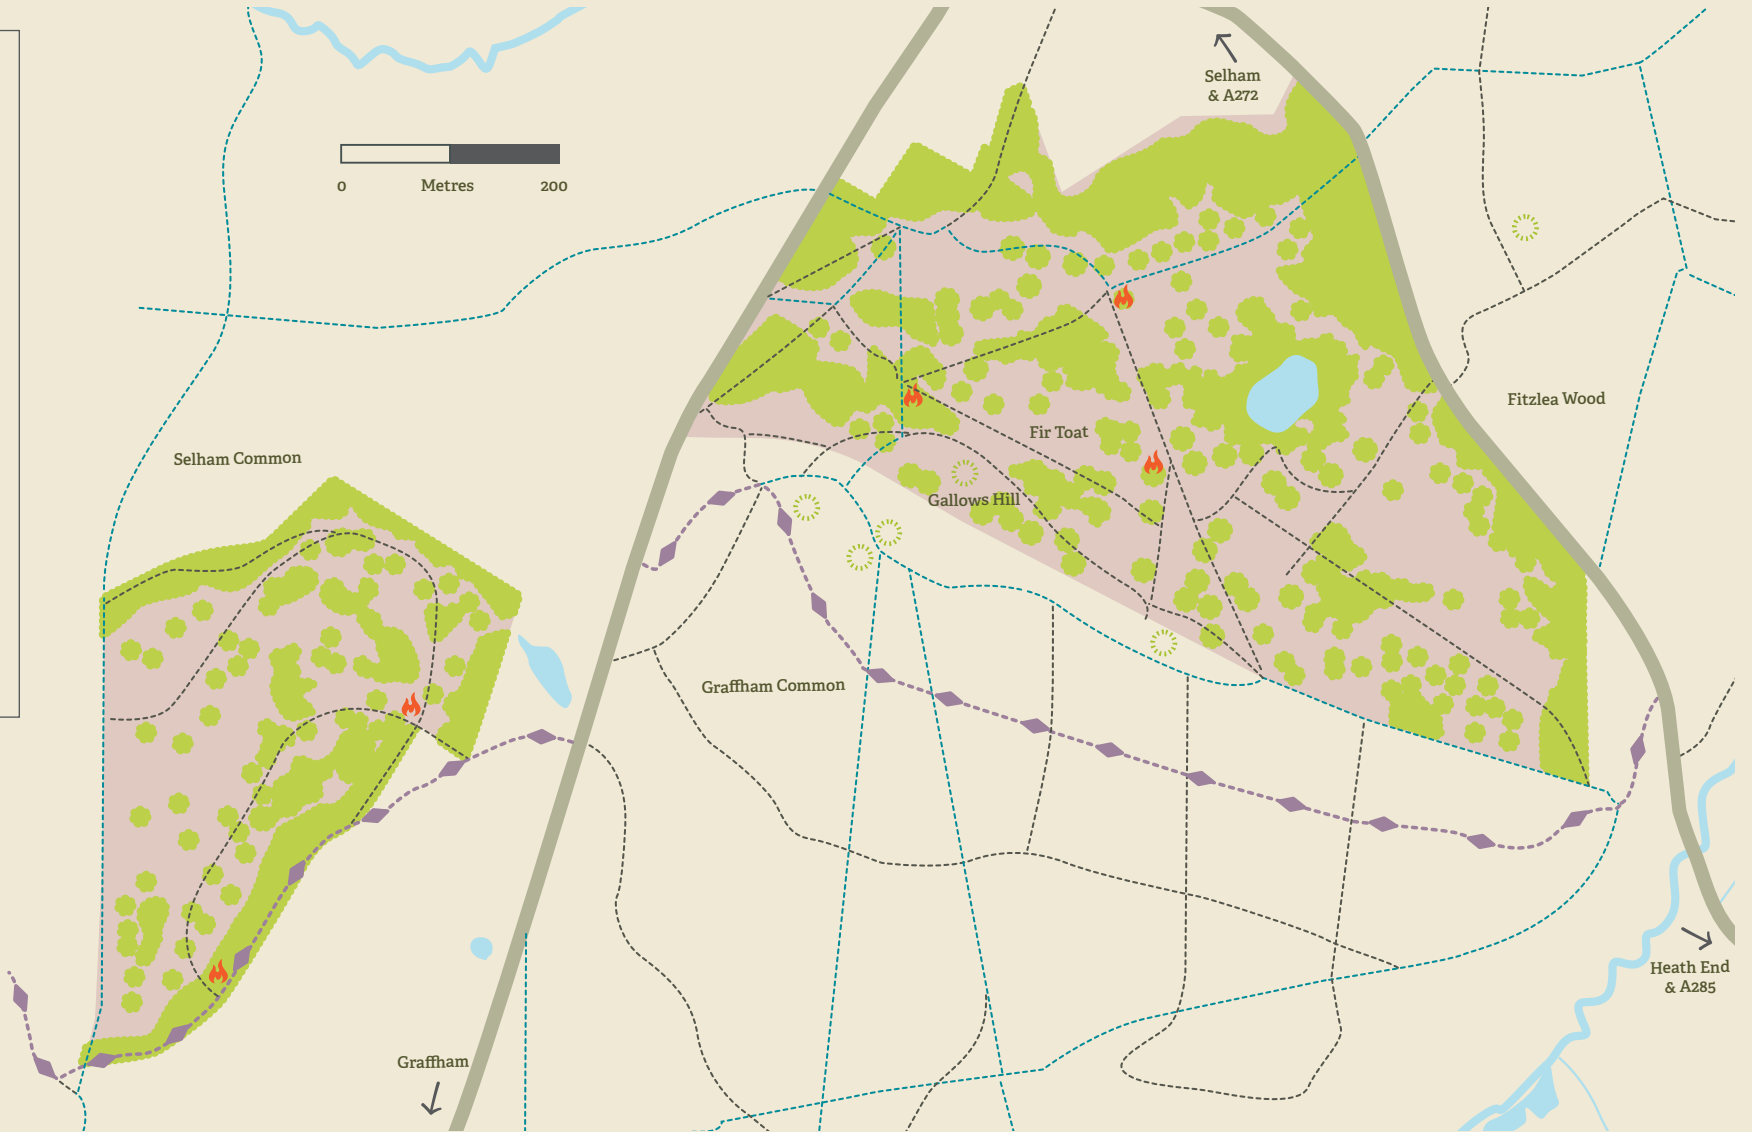 Selham
& A272
0 Metres 200
Fitzlea Wood
Fir Toat
Selham Common
Gallows Hill
Graffham Common
Heath End
& A285
Graffham